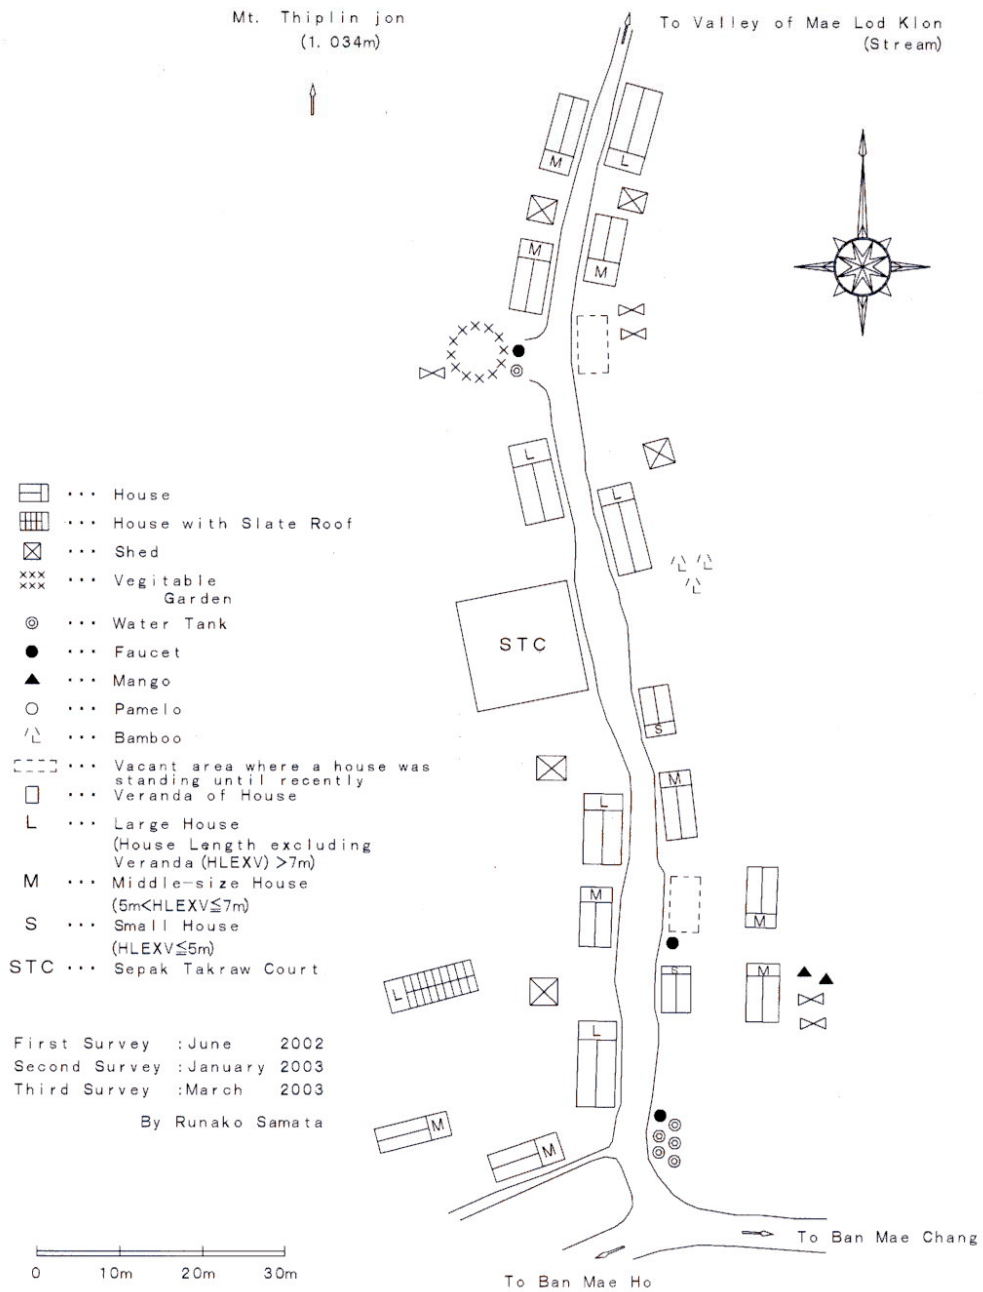 Mt. Thiplin jon
(1. 034m)
To Valley of Mae Lod Klon
(Stream)
M
L
M
M
L
L
STC
S
M
L
M
M
S
M
L
L
M
M
··· House
··· House with Slate Roof
··· Shed
··· Vegitable
Garden
··· Water Tank
··· Faucet
··· Mango
··· Pamelo
··· Bamboo
··· Vacant area where a house was
standing until recently
··· Veranda of House
L ··· Large House
(House Length excluding
Veranda (HLEXV) >7m)
M ··· Middle-size House
(5m<HLEXV≦7m)
S ··· Small House
(HLEXV≦5m)
STC ··· Sepak Takraw Court
First Survey :June 2002
Second Survey :January 2003
Third Survey :March 2003
By Runako Samata
0 10m 20m 30m
To Ban Mae Chang
To Ban Mae Ho